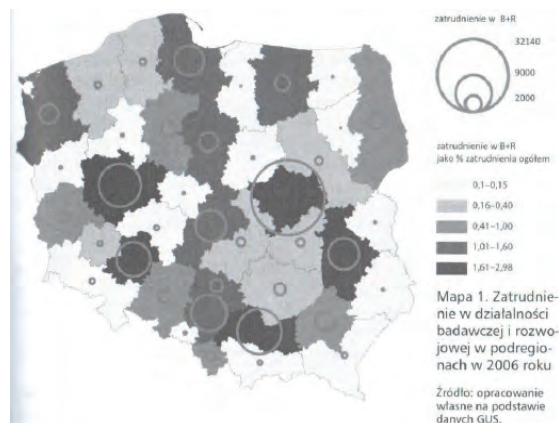 zatrudnienie w B+R
32140
9000
2000
zatrudnienie w B+R
jako % zatrudnienia ogółem
0,1–0,15
0,16–0,40
0,41–1,00
1,01–1,60
1,61–2,98
Mapa 1. Zatrudnie-
nie w działalności
badawczej i rozwo-
jowej w podregio-
nach w 2006 roku
Źródło: opracowanie
własne na podstawie
danych GUS.